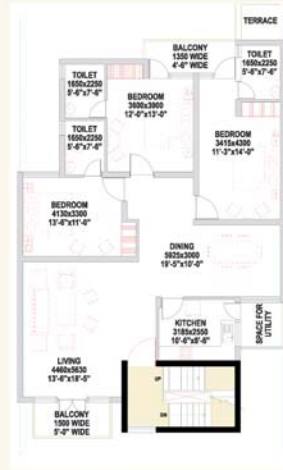 TERRACE
BALCONY
1350 WIDE
4'-6" WIDE
TOILET
1650x2250
5'-6"x7'-6"
TOILET
1650x2250
5'-6"x7'-6"
BEDROOM
3600x3900
12'-0"x13'-0"
TOILET
1650x2250
5'-6"x7'-6"
BEDROOM
3415x4300
11'-3"x14'-0"
BEDROOM
4130x3300
13'-6"x11'-0"
DINING
5925x3000
19'-5"x10'-0"
KITCHEN
3185x2550
10'-6"x8'-6"
SPACE FOR
UTILITY
LIVING
4460x5630
13'-6"x18'-5"
UP
DN
BALCONY
1500 WIDE
5'-0" WIDE